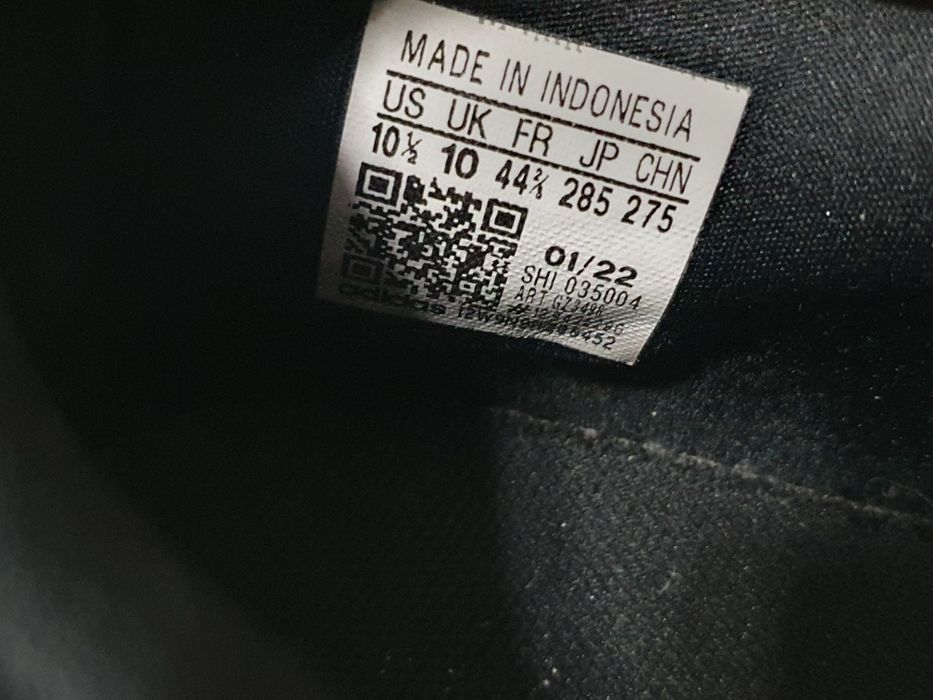 MADE IN INDONESIA
US UK FR JP CHN
10½ 10 44⅔ 285 275
01/22
SHI 035004
ART
adidas